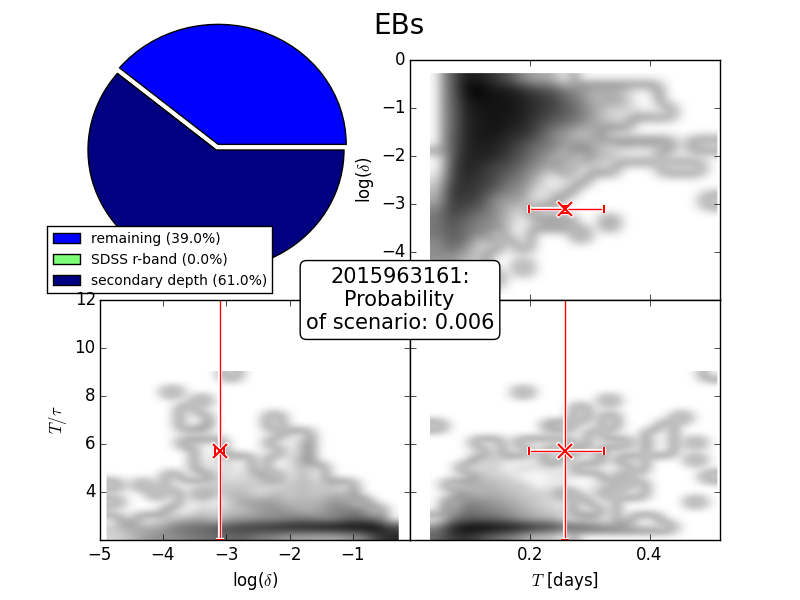 EBs
remaining (39.0%)
SDSS r-band (0.0%)
secondary depth (61.0%)
0
−1
−2
−3
−4
log(δ)
2015963161:
Probability
of scenario: 0.006
12
10
8
6
4
T/τ
−5 −4 −3 −2 −1
log(δ)
0.2 0.4
T [days]